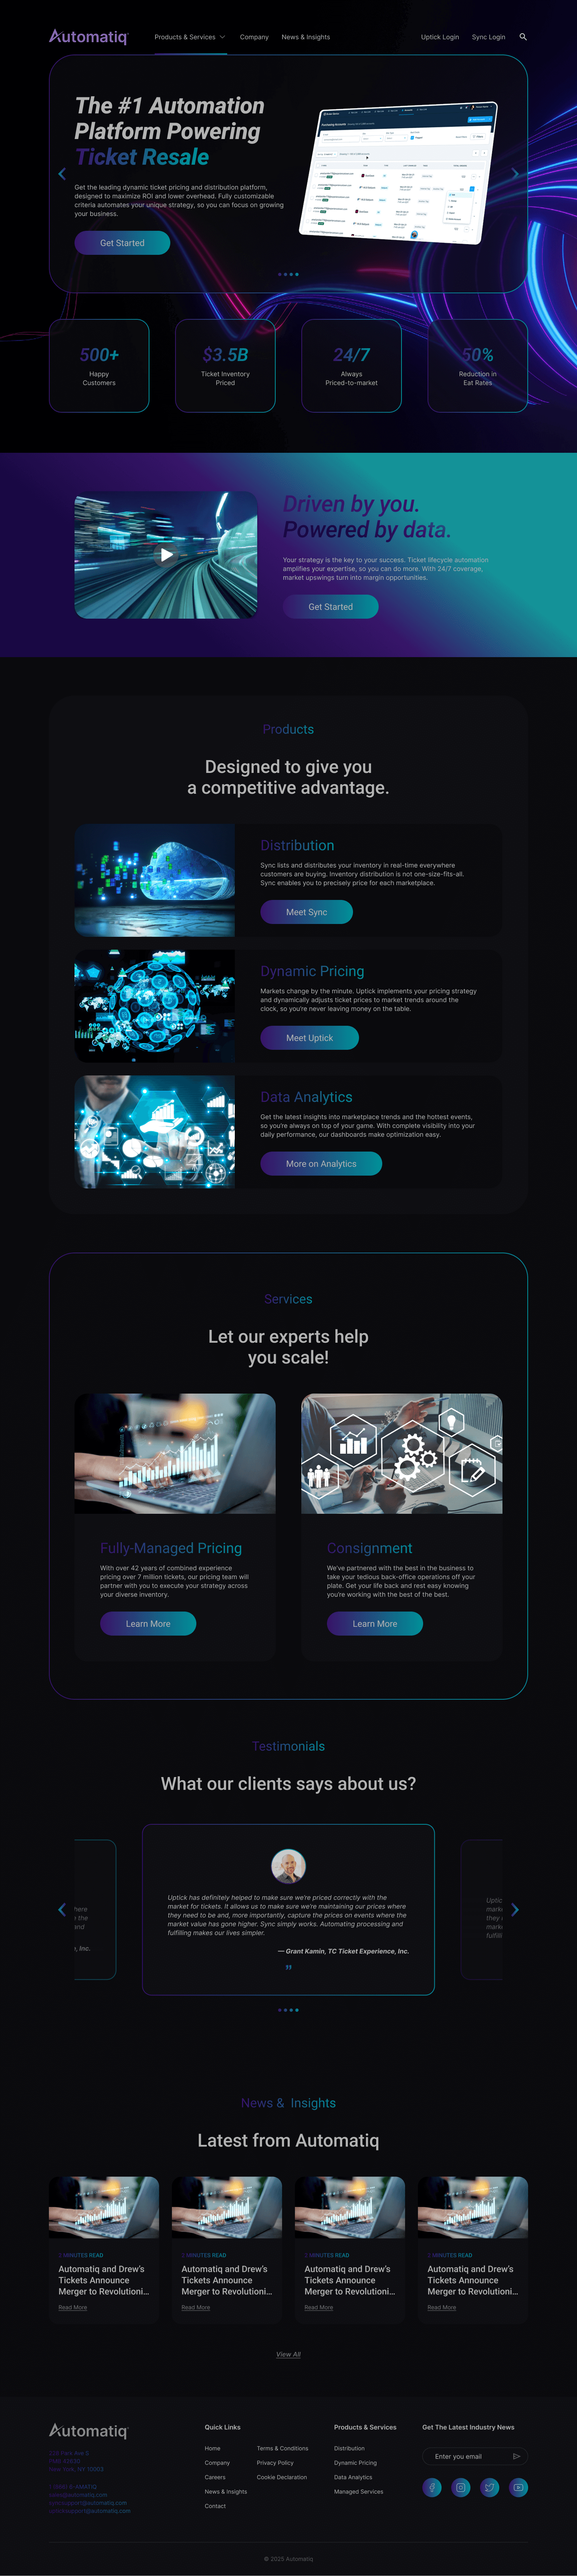 Automatiq
Products & Services
Company
News & Insights
Uptick Login
Sync Login
The #1 Automation
Platform Powering
Ticket Resale
Get the leading dynamic ticket pricing and distribution platform,
designed to maximize ROI and lower overhead. Fully customizable
criteria with your unique strategy, so you can focus on growing
your business.
Get Started
500+
Happy
Customers
$3.5B
Ticket Inventory
Priced
24/7
Always
Priced-to-market
50%
Reduction in
Eat Rates
Driven by you.
Powered by data.
Your strategy is the key to your success. Ticket lifecycle automation
amplifies your expertise, so you can do more. With 24/7 coverage,
market upswings turn into margin opportunities.
Get Started
Products
Designed to give you
a competitive advantage.
Distribution
Sync lists and distributes your inventory in real-time everywhere
customers are buying. Inventory distribution is not one-size-fits-all.
Sync enables you to precisely price for each marketplace.
Meet Sync
Dynamic Pricing
Markets change by the minute. Uptick implements your pricing strategy
and dynamically adjusts ticket prices to market trends around the
clock, so you're never leaving money on the table.
Meet Uptick
Data Analytics
Get the latest insights into marketplace trends and the hottest events,
so you're always on top of your game. With complete visibility into your
daily performance, our dashboards make optimization easy.
More on Analytics
Services
Let our experts help
you scale!
Fully-Managed Pricing
With over 42 years of combined experience
pricing over 7 million tickets, our pricing team will
partner with you to execute your strategy across
your diverse inventory.
Learn More
Consignment
We've partnered with the best in the business to
take your tedious back-office operations off your
plate. Get your life back and rest easy knowing
you're working with the best of the best.
Learn More
Testimonials
What our clients says about us?
Uptick has definitely helped to make sure we're priced correctly with the
market for tickets. It allows us to make sure we're maintaining our prices where
they need to be and, more importantly, capture the prices on events where the
market value has gone higher. Sync simply works. Automating processing and
fulfilling makes our lives simpler.
— Grant Kamin, TC Ticket Experience, Inc.
News & Insights
Latest from Automatiq
MINUTES READ
Automatiq and Drew's
Tickets Announce
Merger to Revolutioni...
Read More
MINUTES READ
Automatiq and Drew's
Tickets Announce
Merger to Revolutioni...
Read More
MINUTES READ
Automatiq and Drew's
Tickets Announce
Merger to Revolutioni...
Read More
MINUTES READ
Automatiq and Drew's
Tickets Announce
Merger to Revolutioni...
Read More
View All
Automatiq
Park Ave S
New York, NY 10003
Quick Links
Home
Company
Careers
News & Insights
Contact
Terms & Conditions
Privacy Policy
Cookie Declaration
Products & Services
Distribution
Dynamic Pricing
Data Analytics
Managed Services
Get The Latest Industry News
Enter you email
© 2025 Automatiq